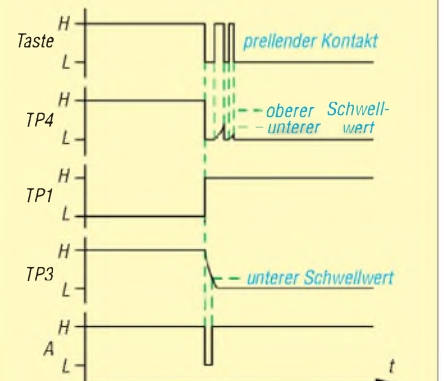 H
Taste
prellender Kontakt
L
H
oberer Schwell-
TP4
unterer wert
L
H
TP1
L
H
TP3
unterer Schwellwert
L
H
A
L
t